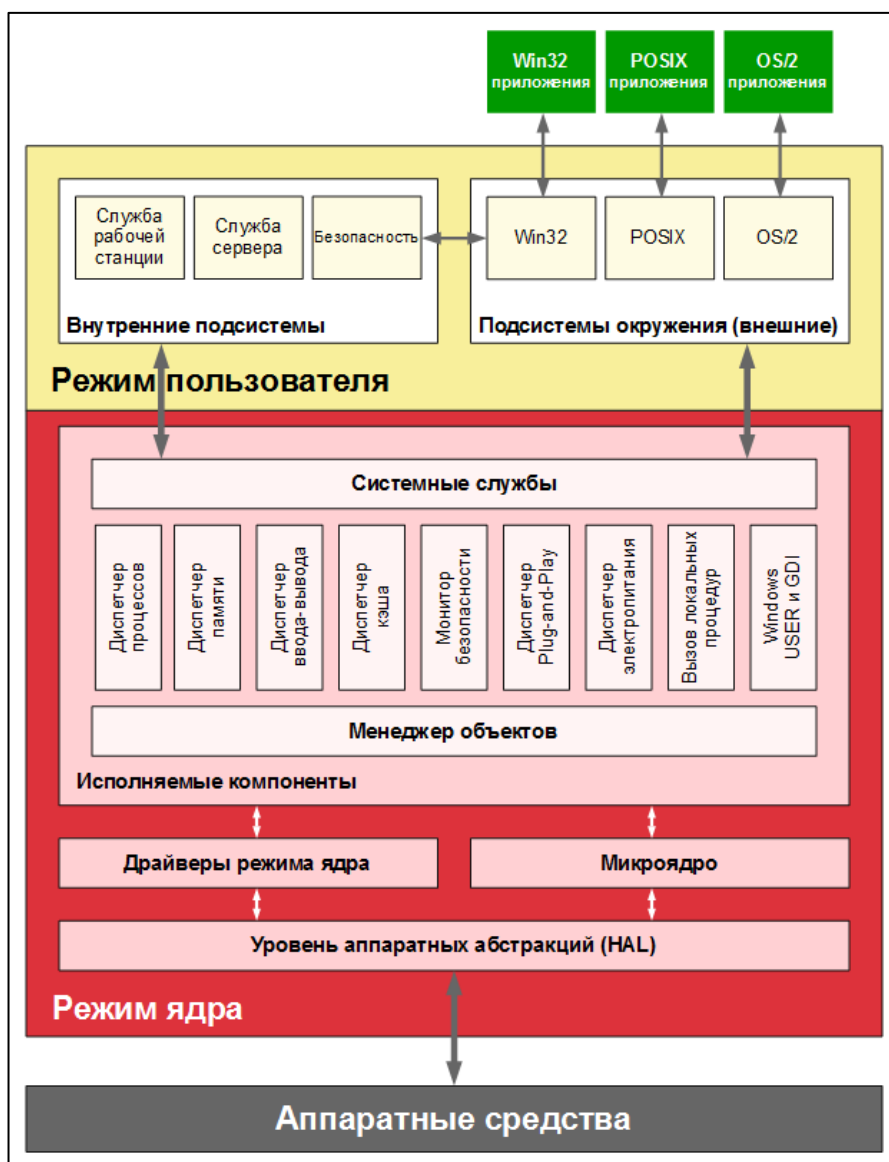 Win32
приложения
POSIX
приложения
OS/2
приложения
Служба
рабочей
станции
Служба
сервера
Безопасность
Win32
POSIX
OS/2
Внутренние подсистемы
Подсистемы окружения (внешние)
Режим пользователя
Системные службы
Диспетчер
процессов
Диспетчер
памяти
Диспетчер
ввода-вывода
Диспетчер
кэша
Монитор
безопасности
Диспетчер
Plug-and-Play
Диспетчер
электропитания
Вызов локальных
процедур
Windows
USER и GDI
Менеджер объектов
Исполняемые компоненты
Драйверы режима ядра
Микроядро
Уровень аппаратных абстракций (HAL)
Режим ядра
Аппаратные средства